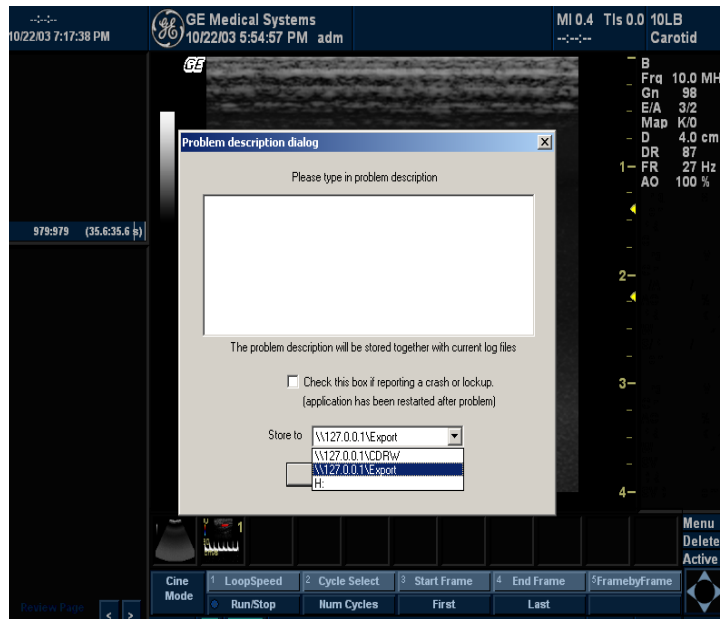 --:--:--
10/22/03 7:17:38 PM
GE Medical Systems
10/22/03 5:54:57 PM adm
MI 0.4 TIs 0.0 10LB
--:--:-- Carotid
GE
B
Frq 10.0 MH
Gn 98
E/A 3/2
Map K/0
D 4.0 cm
DR 87
FR 27 Hz
AO 100 %
1
2
3
4
979:979 (35.6:35.6 s)
Problem description dialog
Please type in problem description
The problem description will be stored together with current log files
Check this box if reporting a crash or lockup.
(application has been restarted after problem)
Store to \\127.0.0.1\Export
\\127.0.0.1\CDRW
\\127.0.0.1\Export
H:
1
Menu
Delete
Active
Cine
Mode
1 LoopSpeed
2 Cycle Select
3 Start Frame
4 End Frame
5 FramebyFrame
Run/Stop
Num Cycles
First
Last
Review Page < >